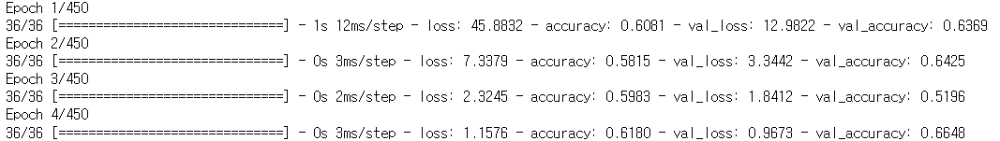 Epoch 1/450
36/36 [==============================] - 1s 12ms/step - loss: 45.8832 - accuracy: 0.6081 - val_loss: 12.9822 - val_accuracy: 0.6369
Epoch 2/450
36/36 [==============================] - 0s 3ms/step - loss: 7.3379 - accuracy: 0.5815 - val_loss: 3.3442 - val_accuracy: 0.6425
Epoch 3/450
36/36 [==============================] - 0s 2ms/step - loss: 2.3245 - accuracy: 0.5983 - val_loss: 1.8412 - val_accuracy: 0.5196
Epoch 4/450
36/36 [==============================] - 0s 3ms/step - loss: 1.1576 - accuracy: 0.6180 - val_loss: 0.9673 - val_accuracy: 0.6648